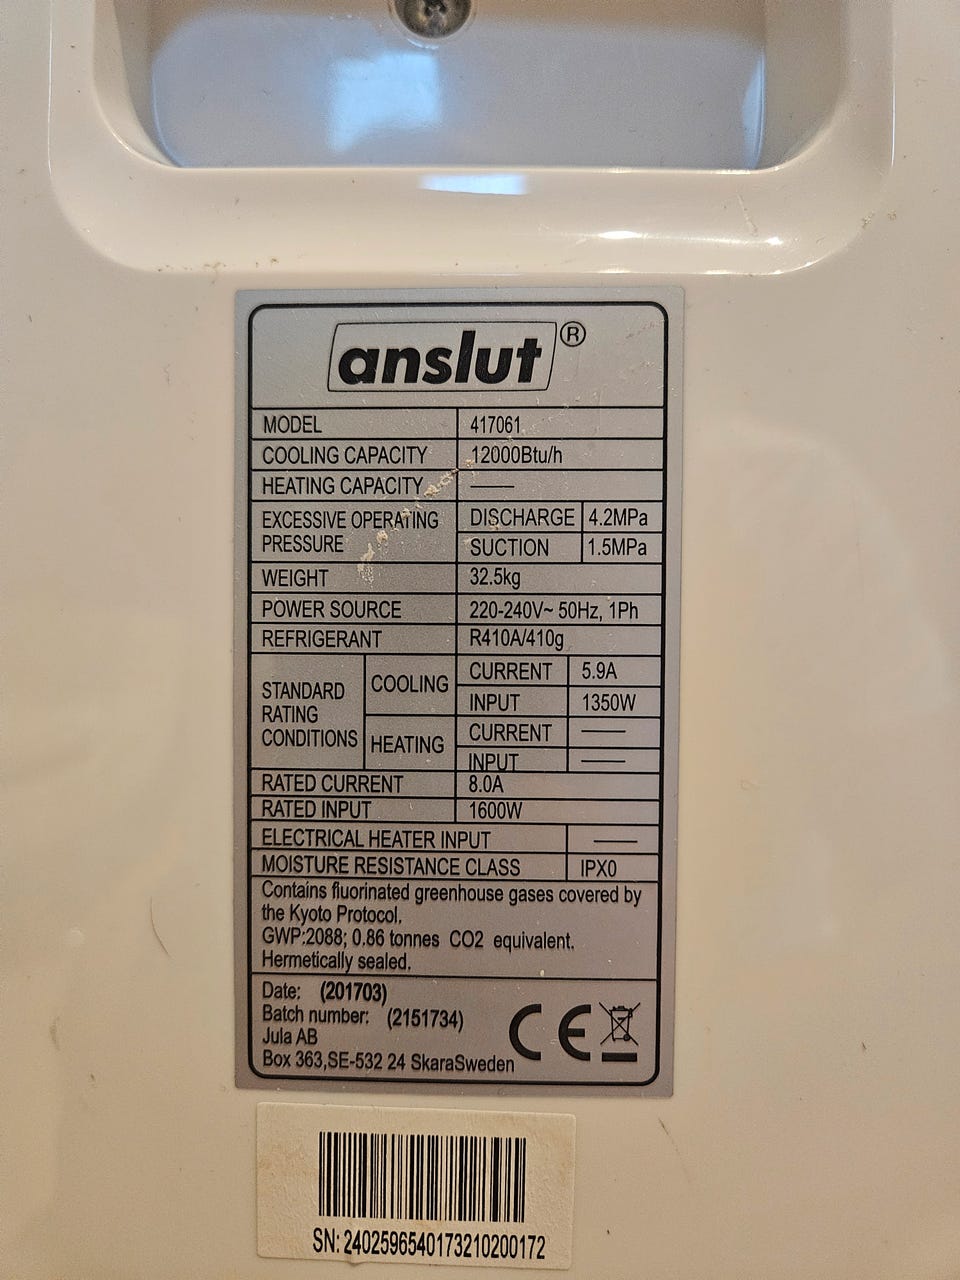 anslut®
MODEL 417061
COOLING CAPACITY 12000Btu/h
HEATING CAPACITY ——
EXCESSIVE OPERATING PRESSURE DISCHARGE 4.2MPa
SUCTION 1.5MPa
WEIGHT 32.5kg
POWER SOURCE 220-240V~ 50Hz, 1Ph
REFRIGERANT R410A/410g
STANDARD RATING CONDITIONS COOLING CURRENT 5.9A
INPUT 1350W
HEATING CURRENT ——
INPUT ——
RATED CURRENT 8.0A
RATED INPUT 1600W
ELECTRICAL HEATER INPUT ——
MOISTURE RESISTANCE CLASS IPX0
Contains fluorinated greenhouse gases covered by
the Kyoto Protocol.
GWP:2088; 0.86 tonnes CO2 equivalent.
Hermetically sealed.
Date: (201703)
Batch number: (2151734)
Jula AB
Box 363,SE-532 24 SkaraSweden
CE
SN: 2402596540173210200172